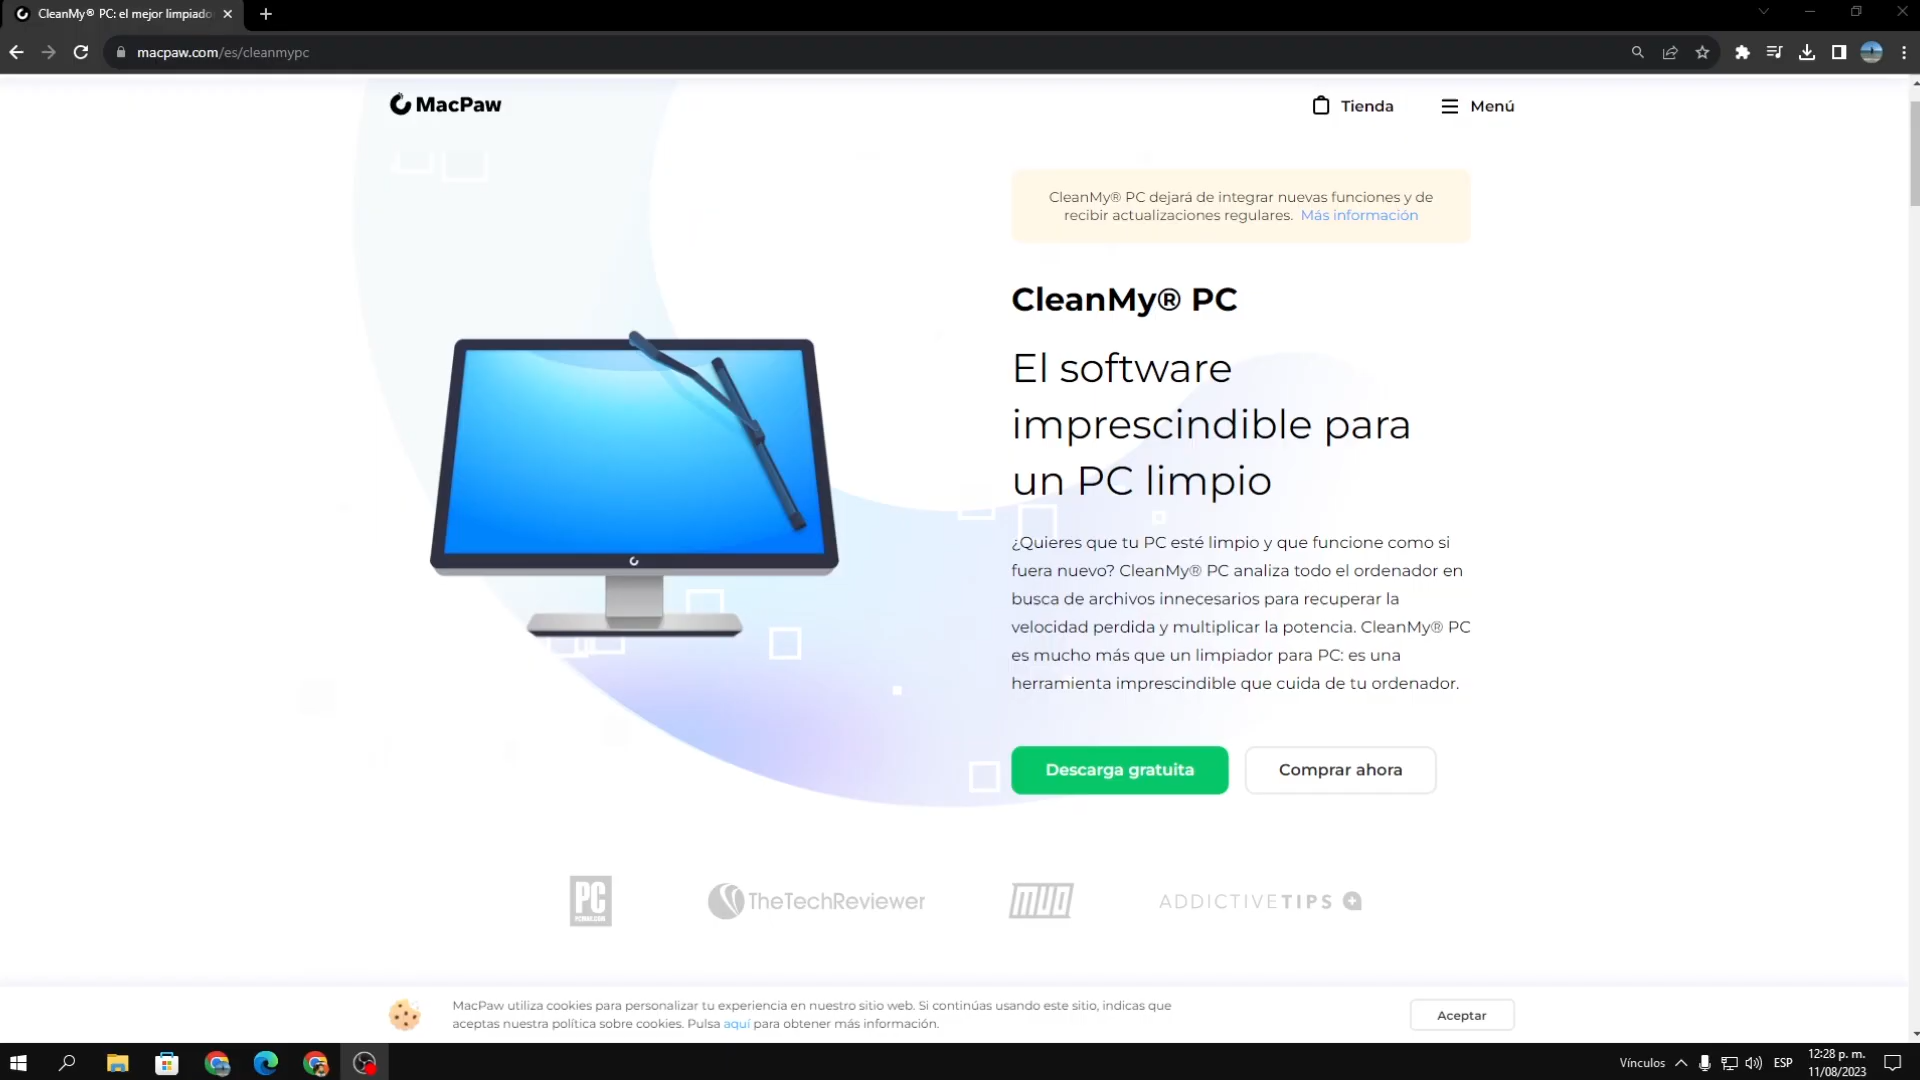 CleanMy® PC: el mejor limpiado
macpaw.com/es/cleanmypc
MacPaw
Tienda
Menú
CleanMy® PC dejará de integrar nuevas funciones y de
recibir actualizaciones regulares. Más información
CleanMy® PC
El software
imprescindible para
un PC limpio
¿Quieres que tu PC esté limpio y que funcione como si
fuera nuevo? CleanMy® PC analiza todo el ordenador en
busca de archivos innecesarios para recuperar la
velocidad perdida y multiplicar la potencia. CleanMy® PC
es mucho más que un limpiador para PC: es una
herramienta imprescindible que cuida de tu ordenador.
Descarga gratuita
Comprar ahora
PC
TheTechReviewer
MUO
ADDICTIVETIPS
MacPaw utiliza cookies para personalizar tu experiencia en nuestro sitio web. Si continúas usando este sitio, indicas que
aceptas nuestra política sobre cookies. Pulsa aquí para obtener más información.
Aceptar
Vínculos
ESP
12:28 p. m.
11/08/2023